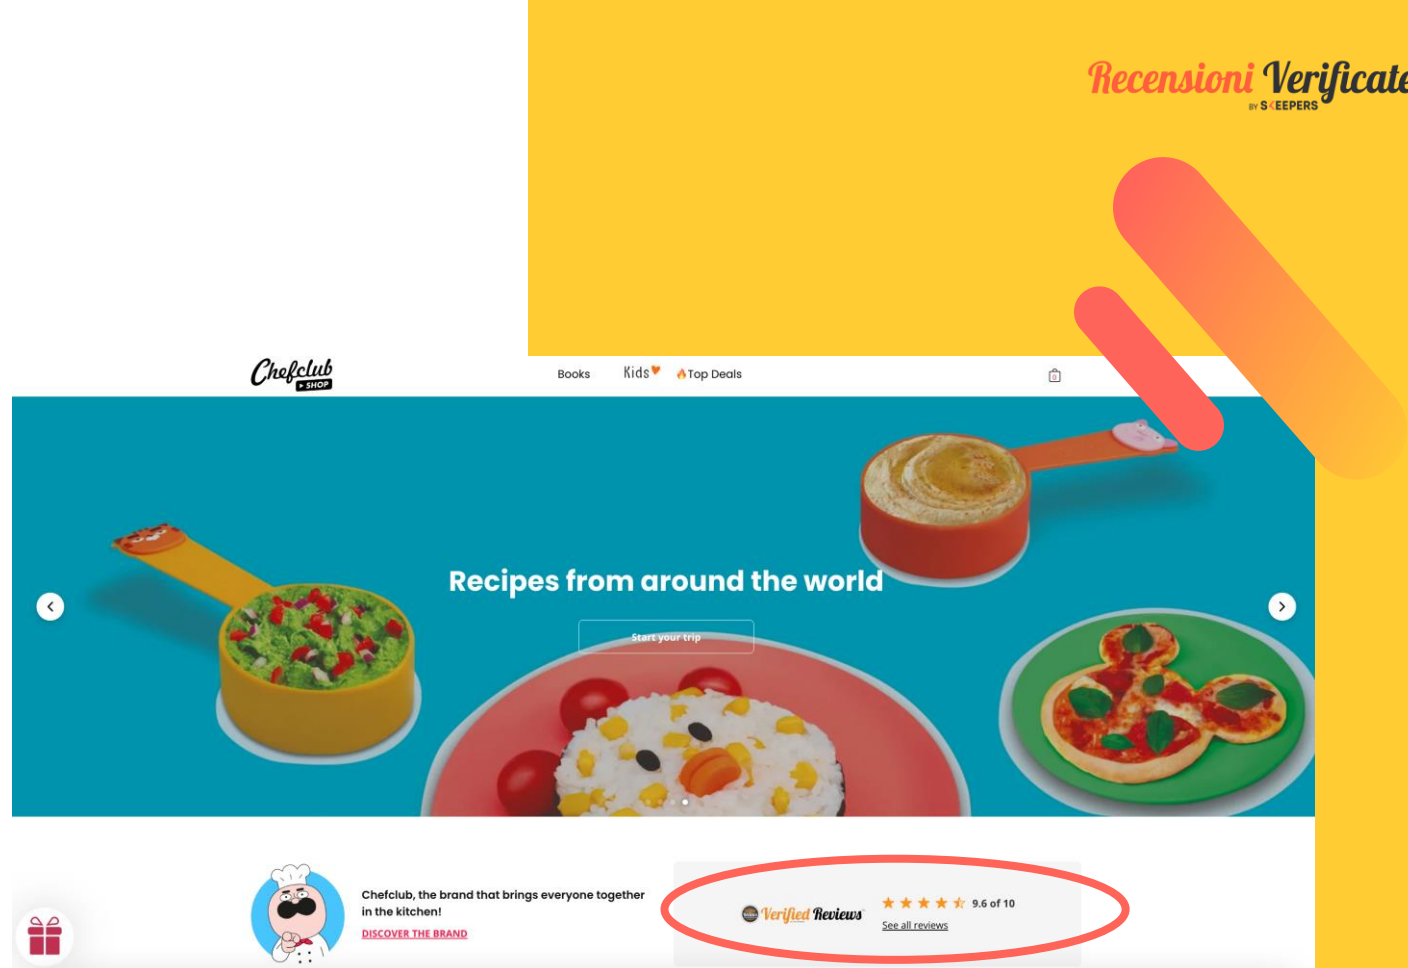 Recensioni Verificate
BY SKEEPERS
Chefclub
SHOP
Books
Kids
Top Deals
0
Recipes from around the world
Start your trip
Chefclub, the brand that brings everyone together
in the kitchen!
DISCOVER THE BRAND
Verified Reviews
9.6 of 10
See all reviews